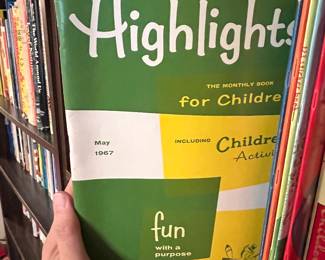 Highlights
THE MONTHLY BOOK
for Childre
May
1967
INCLUDING
Childre
Activi
fun
with a
purpose